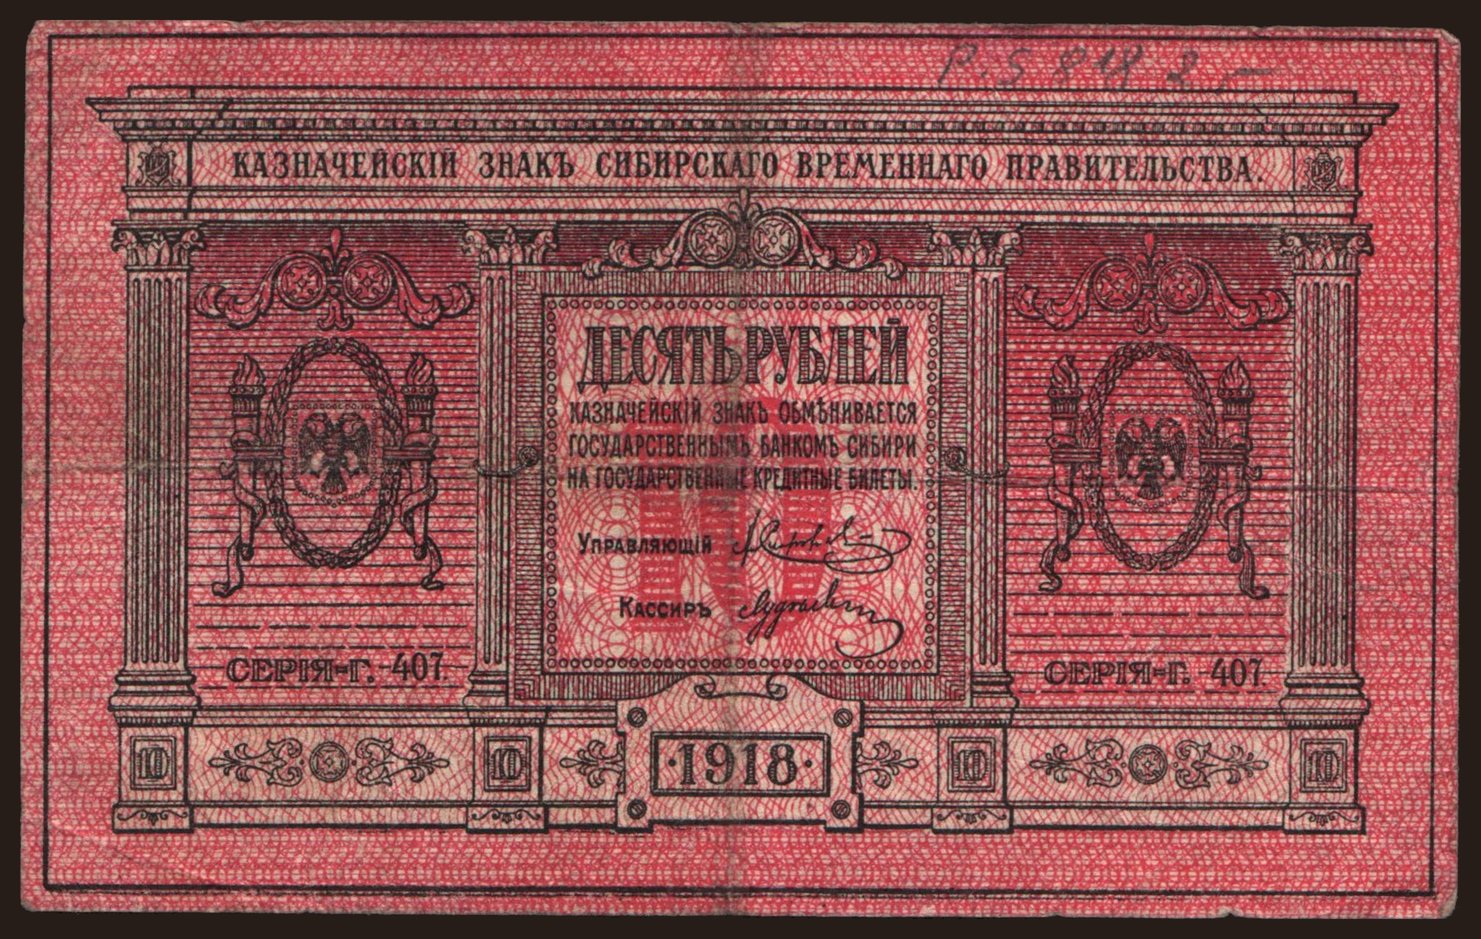 P. S 818 2 –
КАЗНАЧЕЙСКІЙ ЗНАКЪ СИБИРСКАГО ВРЕМЕННАГО ПРАВИТЕЛЬСТВА.
ДЕСЯТЬ РУБЛЕЙ
КАЗНАЧЕЙСКІЙ ЗНАКЪ ОБМѢНИВАЕТСЯ
ГОСУДАРСТВЕННЫМЪ БАНКОМЪ СИБИРИ
НА ГОСУДАРСТВЕННЫЕ КРЕДИТНЫЕ БИЛЕТЫ.
10
УПРАВЛЯЮЩІЙ
КАССИРЪ
СЕРІЯ-Г. - 407.
СЕРІЯ-Г. - 407.
10
10
·1918·
10
10